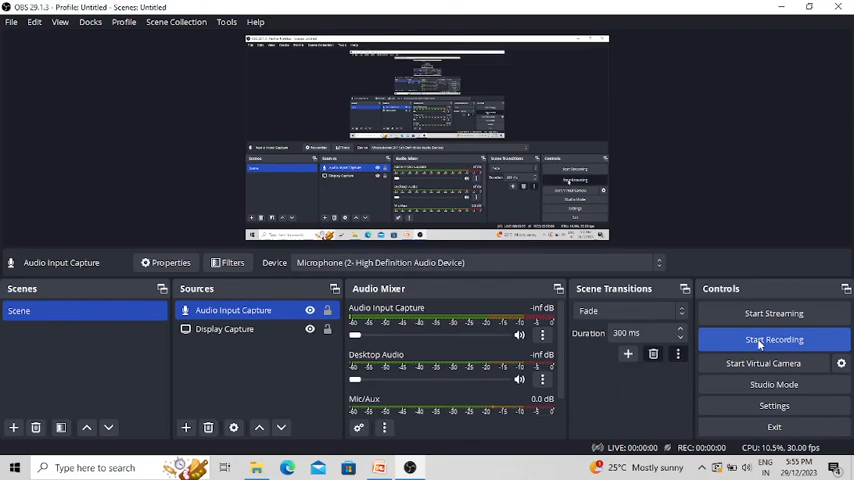 OBS 29.1.3 - Profile: Untitled - Scenes: Untitled
File Edit View Docks Profile Scene Collection Tools Help
Audio Input Capture Properties Filters Device Microphone (2- High Definition Audio Device)
Scenes Sources Audio Mixer Scene Transitions Controls
Scene
Audio Input Capture
Display Capture
Audio Input Capture -inf dB
-60 -55 -50 -45 -40 -35 -30 -25 -20 -15 -10 -5 0
Desktop Audio -inf dB
-60 -55 -50 -45 -40 -35 -30 -25 -20 -15 -10 -5 0
Mic/Aux 0.0 dB
-60 -55 -50 -45 -40 -35 -30 -25 -20 -15 -10 -5 0
Fade
Duration 300 ms
Start Streaming
Start Recording
Start Virtual Camera
Studio Mode
Settings
Exit
LIVE: 00:00:00 REC: 00:00:00 CPU: 10.5%, 30.00 fps
Type here to search
25°C Mostly sunny
ENG
IN
5:55 PM
29/12/2023